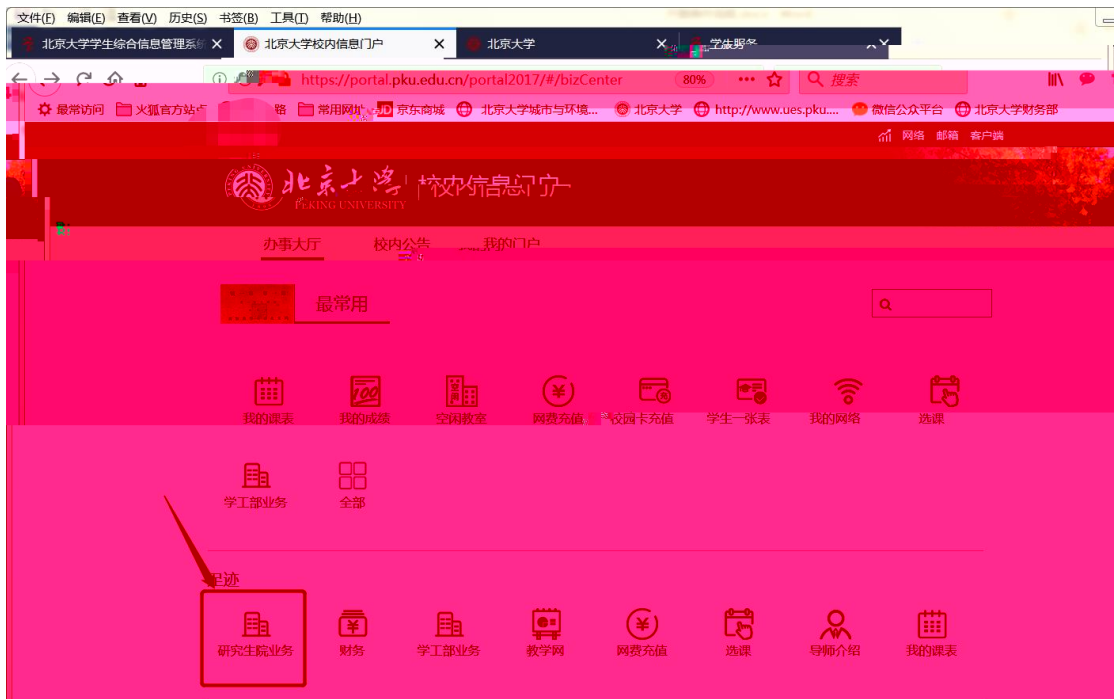 文件(F) 编辑(E) 查看(V) 历史(S) 书签(B) 工具(T) 帮助(H)
北京大学学生综合信息管理系统 × 北京大学校内信息门户 × 北京大学 × 学生服务 ×
https://portal.pku.edu.cn/portal2017/#/bizCenter 80% 搜索
最常访问 火狐官方站点 路 常用网址 JD 京东商城 北京大学城市与环境... 北京大学 http://www.ues.pku.... 微信公众平台 北京大学财务部
网络 邮箱 客户端
北京大学 校内信息门户
PEKING UNIVERSITY
办事大厅 校内公告 我的门户
最常用
我的课表 我的成绩 空闲教室 网费充值 校园卡充值 学生一张表 我的网络 选课
学工部业务 全部
足迹
研究生院业务 财务 学工部业务 教学网 网费充值 选课 导师介绍 我的课表